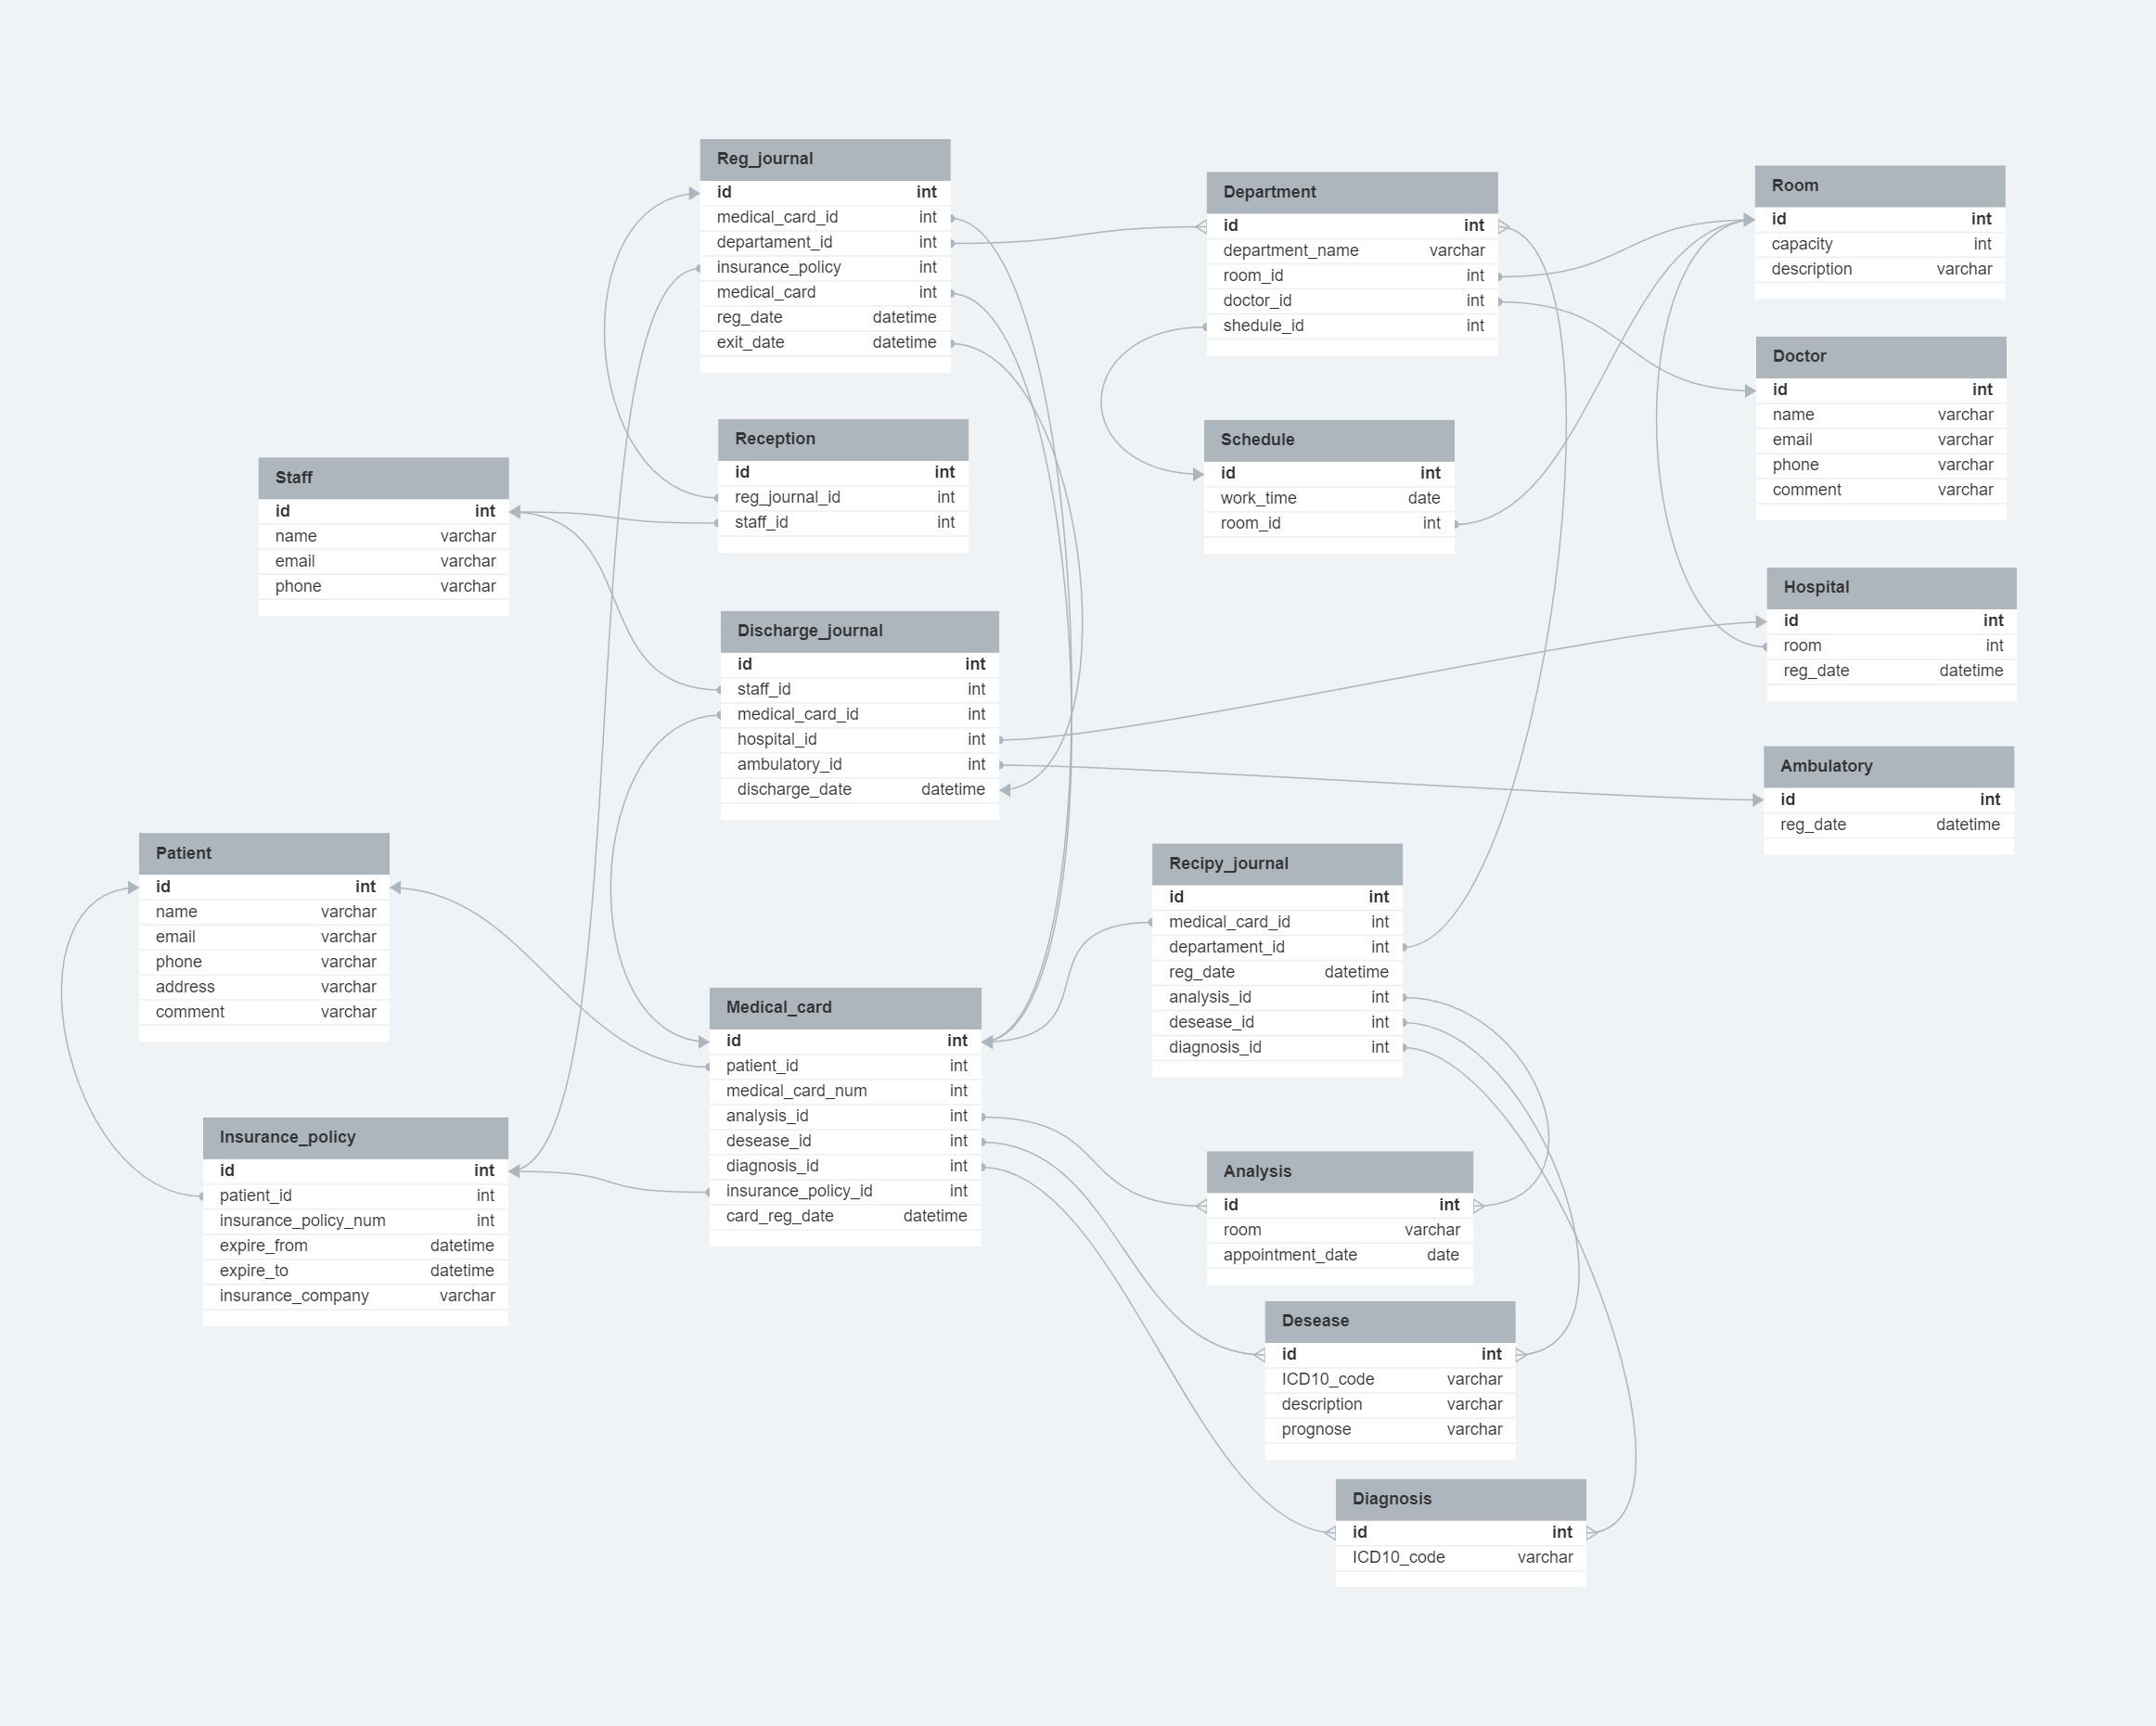 Reg_journal
id int
medical_card_id int
departament_id int
insurance_policy int
medical_card int
reg_date datetime
exit_date datetime
Department
id int
department_name varchar
room_id int
doctor_id int
shedule_id int
Room
id int
capacity int
description varchar
Doctor
id int
name varchar
email varchar
phone varchar
comment varchar
Reception
id int
reg_journal_id int
staff_id int
Schedule
id int
work_time date
room_id int
Staff
id int
name varchar
email varchar
phone varchar
Hospital
id int
room int
reg_date datetime
Discharge_journal
id int
staff_id int
medical_card_id int
hospital_id int
ambulatory_id int
discharge_date datetime
Ambulatory
id int
reg_date datetime
Patient
id int
name varchar
email varchar
phone varchar
address varchar
comment varchar
Recipy_journal
id int
medical_card_id int
departament_id int
reg_date datetime
analysis_id int
desease_id int
diagnosis_id int
Medical_card
id int
patient_id int
medical_card_num int
analysis_id int
desease_id int
diagnosis_id int
insurance_policy_id int
card_reg_date datetime
Insurance_policy
id int
patient_id int
insurance_policy_num int
expire_from datetime
expire_to datetime
insurance_company varchar
Analysis
id int
room varchar
appointment_date date
Desease
id int
ICD10_code varchar
description varchar
prognose varchar
Diagnosis
id int
ICD10_code varchar